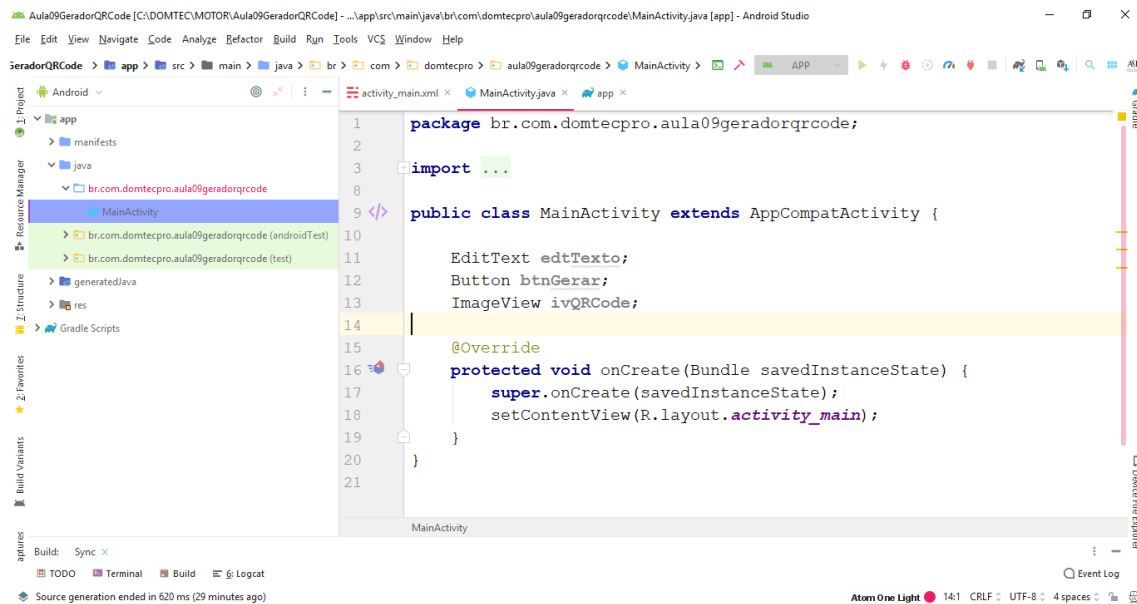 Aula09GeradorQRCode [C:\DOMTEC\MOTOR\Aula09GeradorQRCode] - ...\app\src\main\java\br\com\domtecpro\aula09geradorqrcode\MainActivity.java [app] - Android Studio
File Edit View Navigate Code Analyze Refactor Build Run Tools VCS Window Help
GeradorQRCode app src main java br com domtecpro aula09geradorqrcode MainActivity APP
Android
activity_main.xml MainActivity.java app
1: Project
Resource Manager
7: Structure
2: Favorites
Build Variants
aptures
app
manifests
java
br.com.domtecpro.aula09geradorqrcode
MainActivity
br.com.domtecpro.aula09geradorqrcode (androidTest)
br.com.domtecpro.aula09geradorqrcode (test)
generatedJava
res
Gradle Scripts
1 package br.com.domtecpro.aula09geradorqrcode;
2
3 import ...
8
9 public class MainActivity extends AppCompatActivity {
10
11 EditText edtTexto;
12 Button btnGerar;
13 ImageView ivQRCode;
14
15 @Override
16 protected void onCreate(Bundle savedInstanceState) {
17 super.onCreate(savedInstanceState);
18 setContentView(R.layout.activity_main);
19 }
20 }
21
MainActivity
Gradle
Device File Explorer
Build: Sync
TODO Terminal Build 6: Logcat Event Log
Source generation ended in 620 ms (29 minutes ago) Atom One Light 14:1 CRLF UTF-8 4 spaces